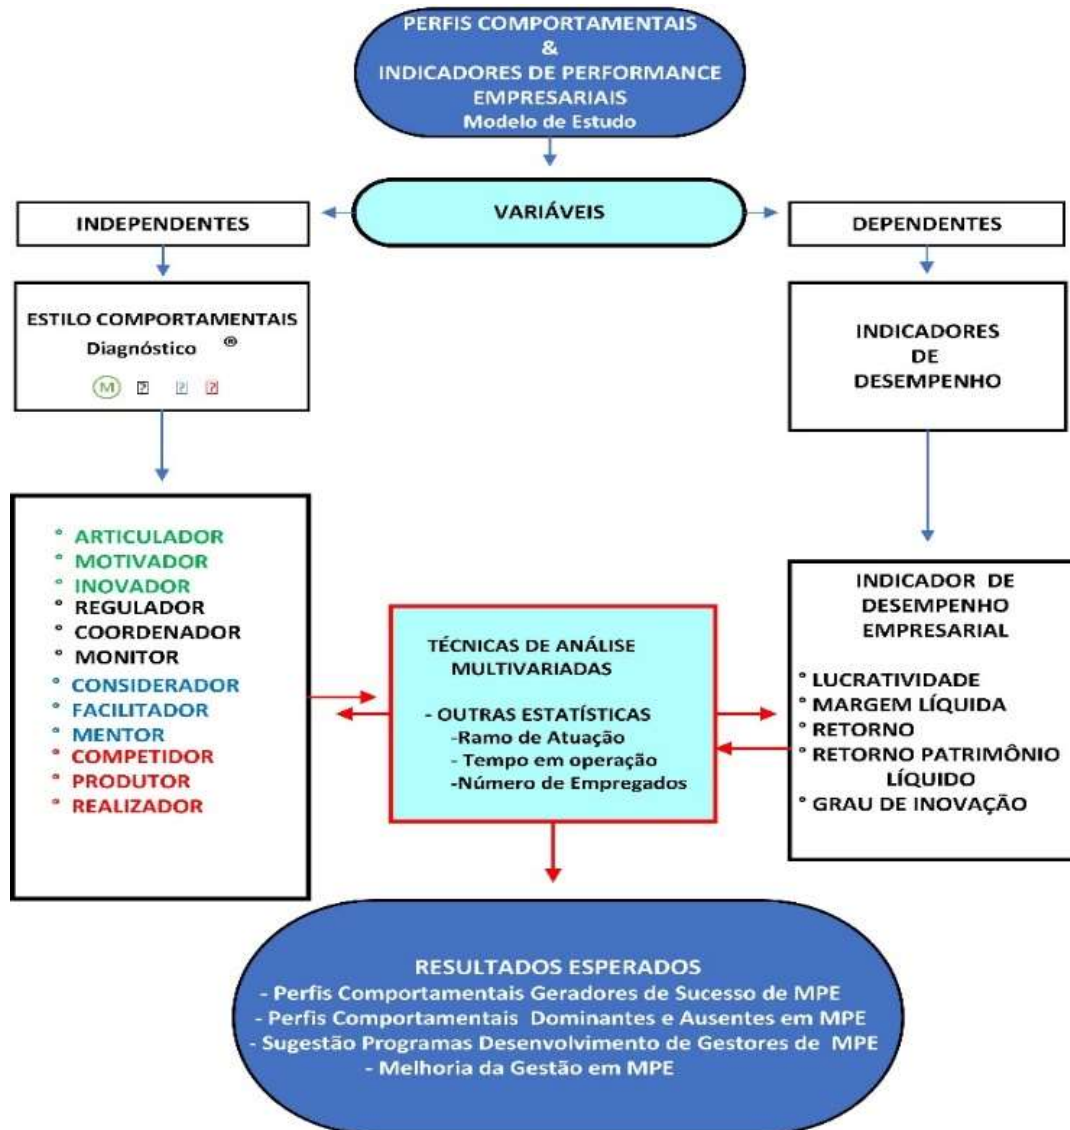 PERFIS COMPORTAMENTAIS
&
INDICADORES DE PERFORMANCE
EMPRESARIAIS
Modelo de Estudo
VARIÁVEIS
INDEPENDENTES
DEPENDENTES
ESTILO COMPORTAMENTAIS
Diagnóstico ®
M ? ? ?
INDICADORES
DE
DESEMPENHO
° ARTICULADOR
° MOTIVADOR
° INOVADOR
° REGULADOR
° COORDENADOR
° MONITOR
° CONSIDERADOR
° FACILITADOR
° MENTOR
° COMPETIDOR
° PRODUTOR
° REALIZADOR
TÉCNICAS DE ANÁLISE
MULTIVARIADAS
- OUTRAS ESTATÍSTICAS
-Ramo de Atuação
- Tempo em operação
-Número de Empregados
INDICADOR DE
DESEMPENHO
EMPRESARIAL
° LUCRATIVIDADE
° MARGEM LÍQUIDA
° RETORNO
° RETORNO PATRIMÔNIO
LÍQUIDO
° GRAU DE INOVAÇÃO
RESULTADOS ESPERADOS
- Perfis Comportamentais Geradores de Sucesso de MPE
- Perfis Comportamentais Dominantes e Ausentes em MPE
- Sugestão Programas Desenvolvimento de Gestores de MPE
- Melhoria da Gestão em MPE